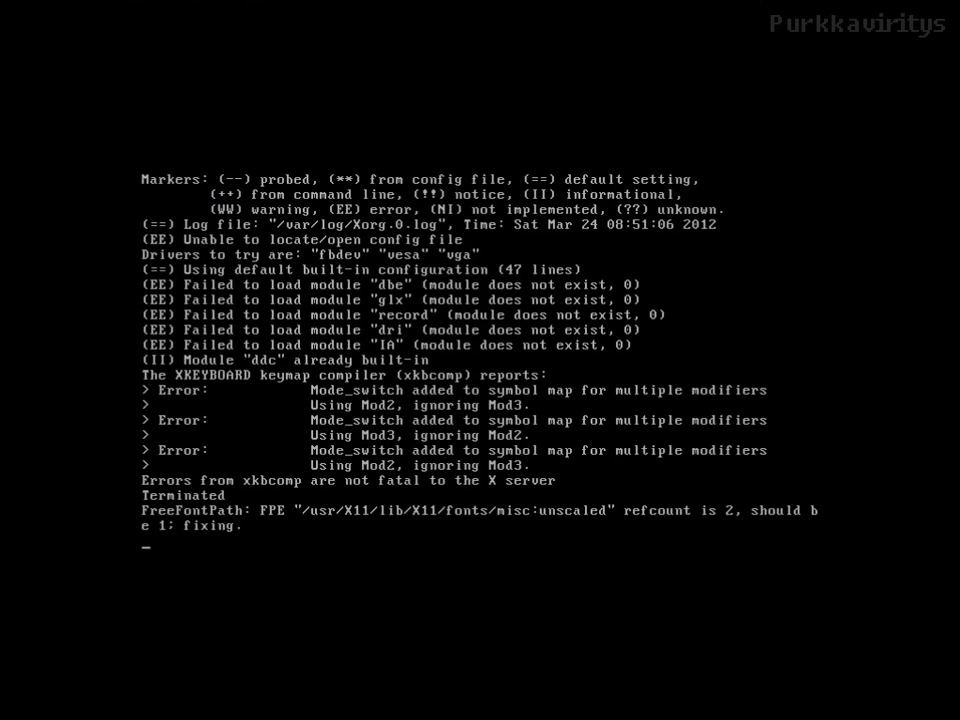 Purkkaviritys
Markers: (--) probed, (**) from config file, (==) default setting,
(++) from command line, (!!) notice, (II) informational,
(WW) warning, (EE) error, (NI) not implemented, (??) unknown.
(==) Log file: "/var/log/Xorg.0.log", Time: Sat Mar 24 08:51:06 2012
(EE) Unable to locate/open config file
Drivers to try are: "fbdev" "vesa" "vga"
(==) Using default built-in configuration (47 lines)
(EE) Failed to load module "dbe" (module does not exist, 0)
(EE) Failed to load module "glx" (module does not exist, 0)
(EE) Failed to load module "record" (module does not exist, 0)
(EE) Failed to load module "dri" (module does not exist, 0)
(EE) Failed to load module "IA" (module does not exist, 0)
(II) Module "ddc" already built-in
The XKEYBOARD keymap compiler (xkbcomp) reports:
> Error:            Mode_switch added to symbol map for multiple modifiers
>                   Using Mod2, ignoring Mod3.
> Error:            Mode_switch added to symbol map for multiple modifiers
>                   Using Mod3, ignoring Mod2.
> Error:            Mode_switch added to symbol map for multiple modifiers
>                   Using Mod2, ignoring Mod3.
Errors from xkbcomp are not fatal to the X server
Terminated
FreeFontPath: FPE "/usr/X11/lib/X11/fonts/misc:unscaled" refcount is 2, should b
e 1; fixing.
_